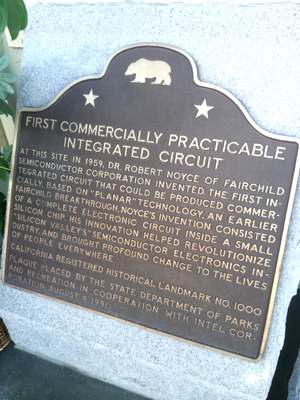 FIRST COMMERCIALLY PRACTICABLE
INTEGRATED CIRCUIT
AT THIS SITE IN 1959, DR. ROBERT NOYCE OF FAIRCHILD
SEMICONDUCTOR CORPORATION INVENTED THE FIRST IN-
TEGRATED CIRCUIT THAT COULD BE PRODUCED COMMER-
CIALLY. BASED ON "PLANAR" TECHNOLOGY, AN EARLIER
FAIRCHILD BREAKTHROUGH, NOYCE'S INVENTION CONSISTED
OF A COMPLETE ELECTRONIC CIRCUIT INSIDE A SMALL
SILICON CHIP. HIS INNOVATION HELPED REVOLUTIONIZE
"SILICON VALLEY'S" SEMICONDUCTOR ELECTRONICS IN-
DUSTRY, AND BROUGHT PROFOUND CHANGE TO THE LIVES
OF PEOPLE EVERYWHERE.
CALIFORNIA REGISTERED HISTORICAL LANDMARK NO. 1000
PLAQUE PLACED BY THE STATE DEPARTMENT OF PARKS
AND RECREATION IN COOPERATION WITH INTEL COR-
PORATION, AUGUST 9, 1991.